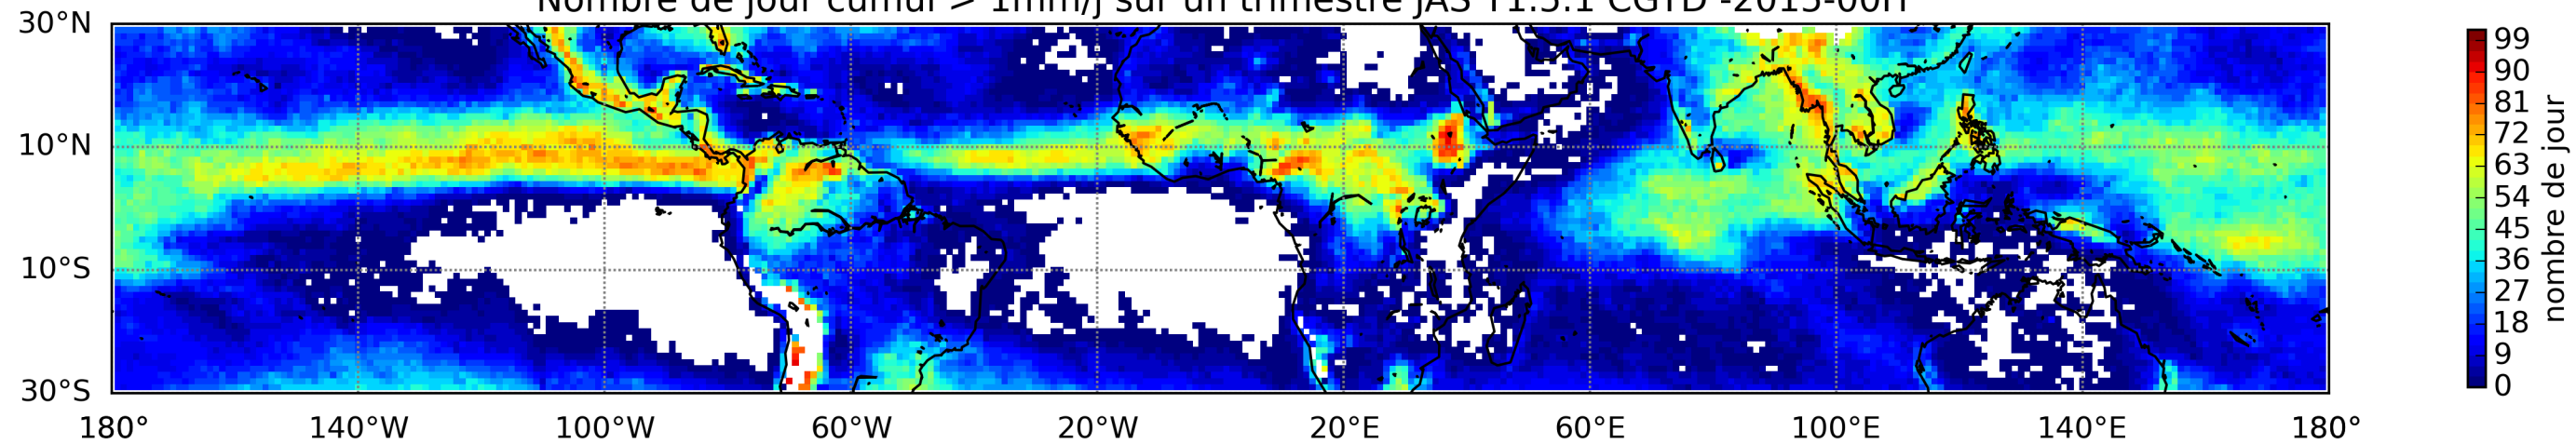 Nombre de jour cumul > 1mm/j sur un trimestre JAS T1.5.1 CGTD -2015-00H
30°N
10°N
10°S
30°S
180° 140°W 100°W 60°W 20°W 20°E 60°E 100°E 140°E 180°
99
90
81
72
63
54
45
36
27
18
9
0
nombre de jour